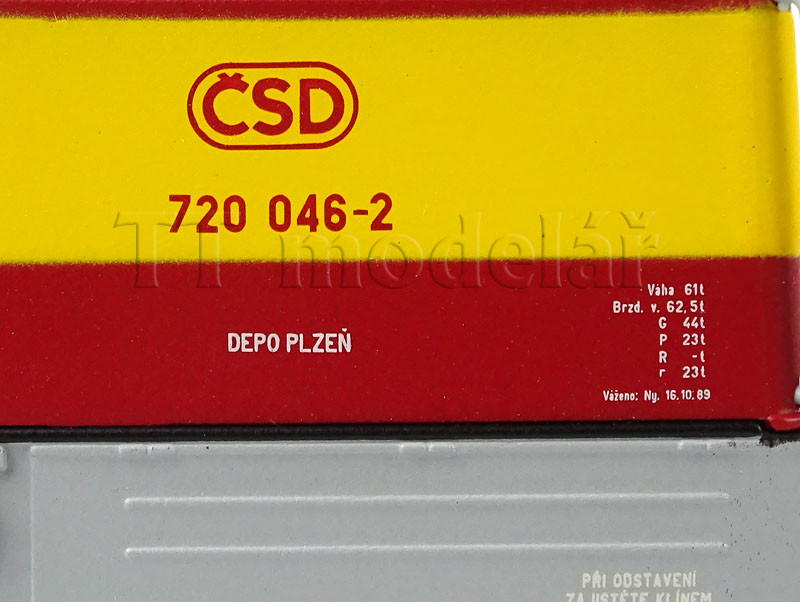 ČSD
720 046-2
TT modelář
Váha 61t
Brzd. v. 62,5t
G 44t
P 23t
R -t
r 23t
DEPO PLZEŇ
Váženo: Ny. 16.10.89
PŘI ODSTAVENÍ
ZAJISTĚTE KLÍNEM